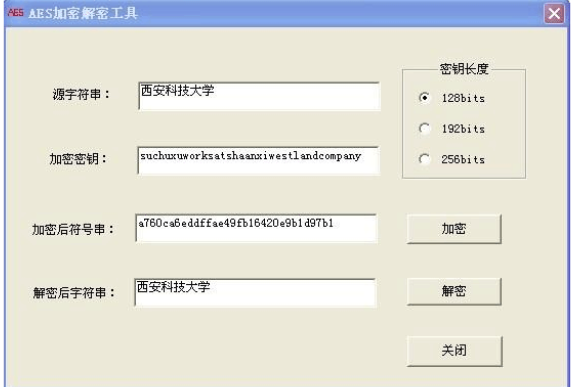 AES AES加密解密工具
密钥长度
源字符串： 西安科技大学
128bits
192bits
加密密钥： suchuxuworksatshaanxiwestlandcompany
256bits
加密后符号串： a760ca6eddffae49fb16420e9b1d97b1
加密
解密后字符串： 西安科技大学
解密
关闭